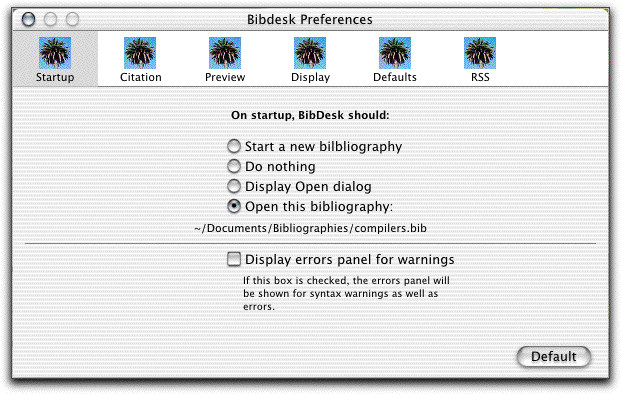 Bibdesk Preferences
Startup Citation Preview Display Defaults RSS
On startup, BibDesk should:
Start a new bilbliography
Do nothing
Display Open dialog
Open this bibliography:
~/Documents/Bibliographies/compilers.bib
Display errors panel for warnings
If this box is checked, the errors panel will
be shown for syntax warnings as well as
errors.
Default